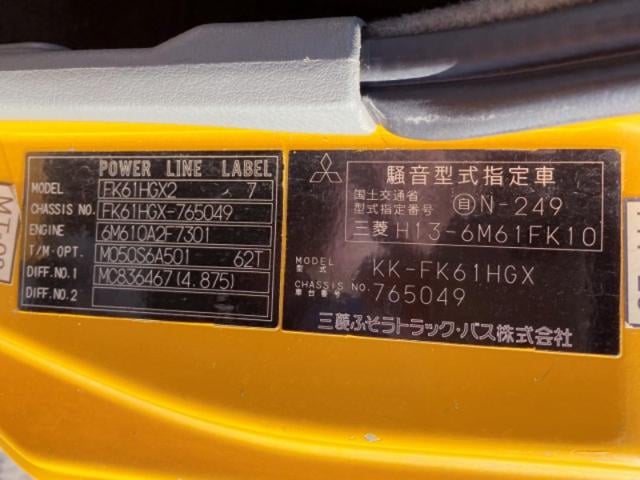 POWER LINE LABEL
MODEL FK61HGX2 7
CHASSIS NO. FK61HGX-765049
ENGINE 6M610A2F7301
T/M·OPT. M050S6A501 62T
DIFF.NO.1 MC836467(4.875)
DIFF.NO.2
騒音型式指定車
国土交通省
型式指定番号 自 N-249
三菱 H13-6M61FK10
MODEL
型式 KK-FK61HGX
CHASSIS NO.
車台番号 765049
三菱ふそうトラック・バス株式会社